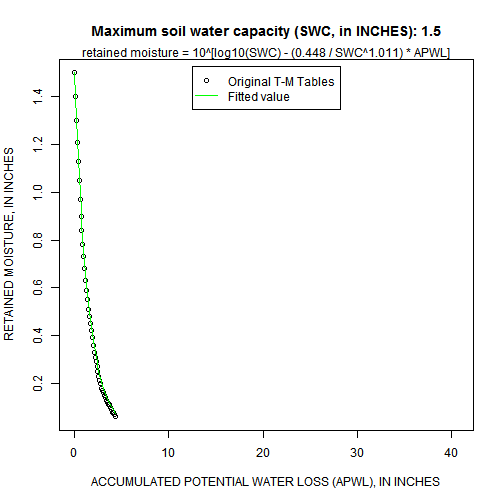 Maximum soil water capacity (SWC, in INCHES): 1.5
retained moisture = 10^[log10(SWC) - (0.448 / SWC^1.011) * APWL]
Original T-M Tables
Fitted value
RETAINED MOISTURE, IN INCHES
1.4
1.2
1.0
0.8
0.6
0.4
0.2
0 10 20 30 40
ACCUMULATED POTENTIAL WATER LOSS (APWL), IN INCHES